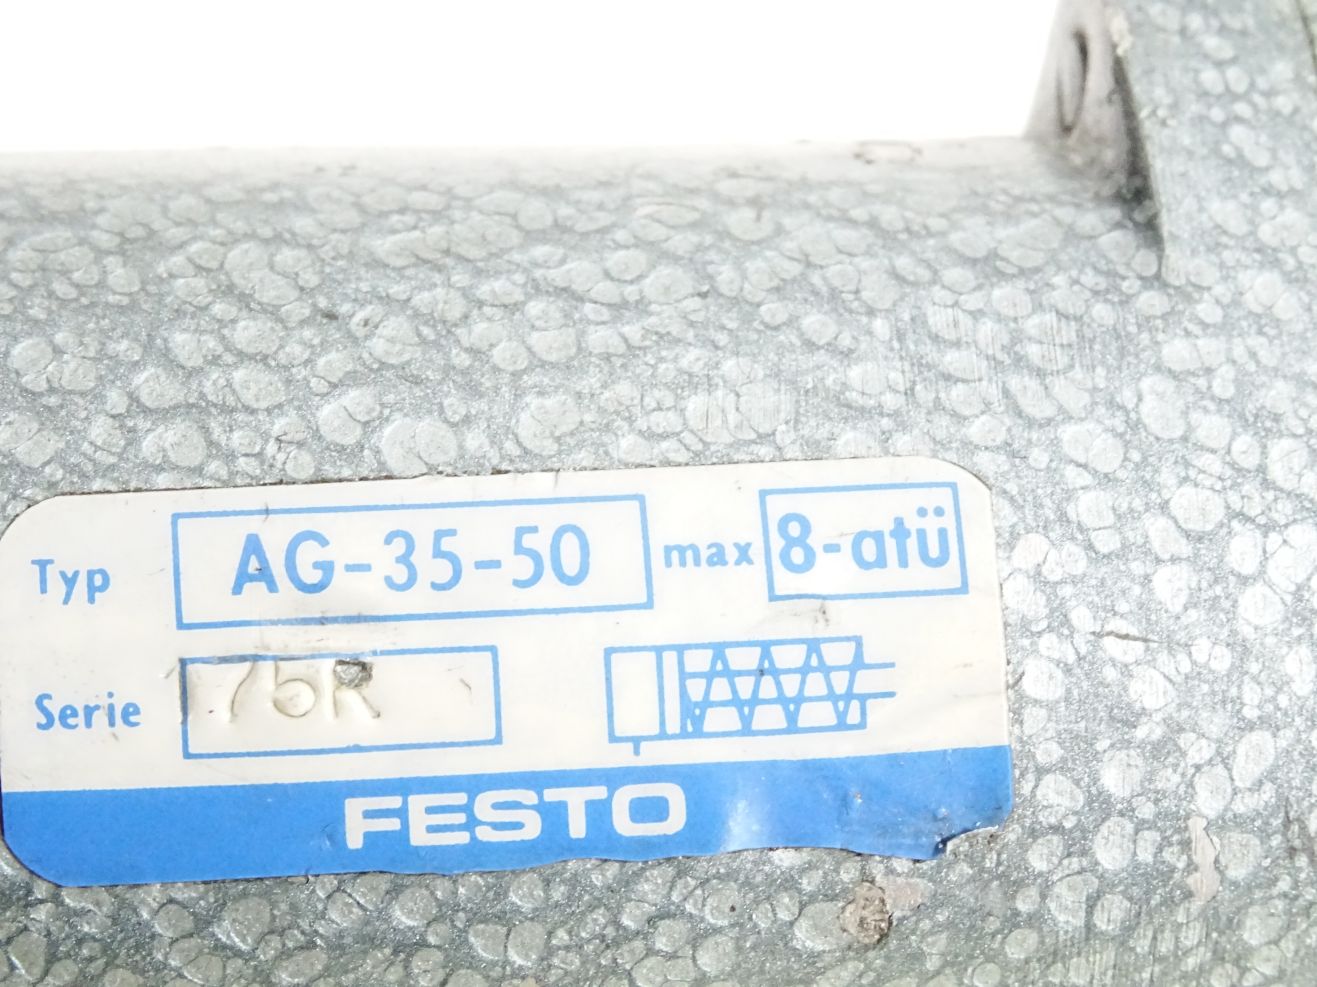 Typ AG-35-50 max 8-atü
Serie 75R
FESTO